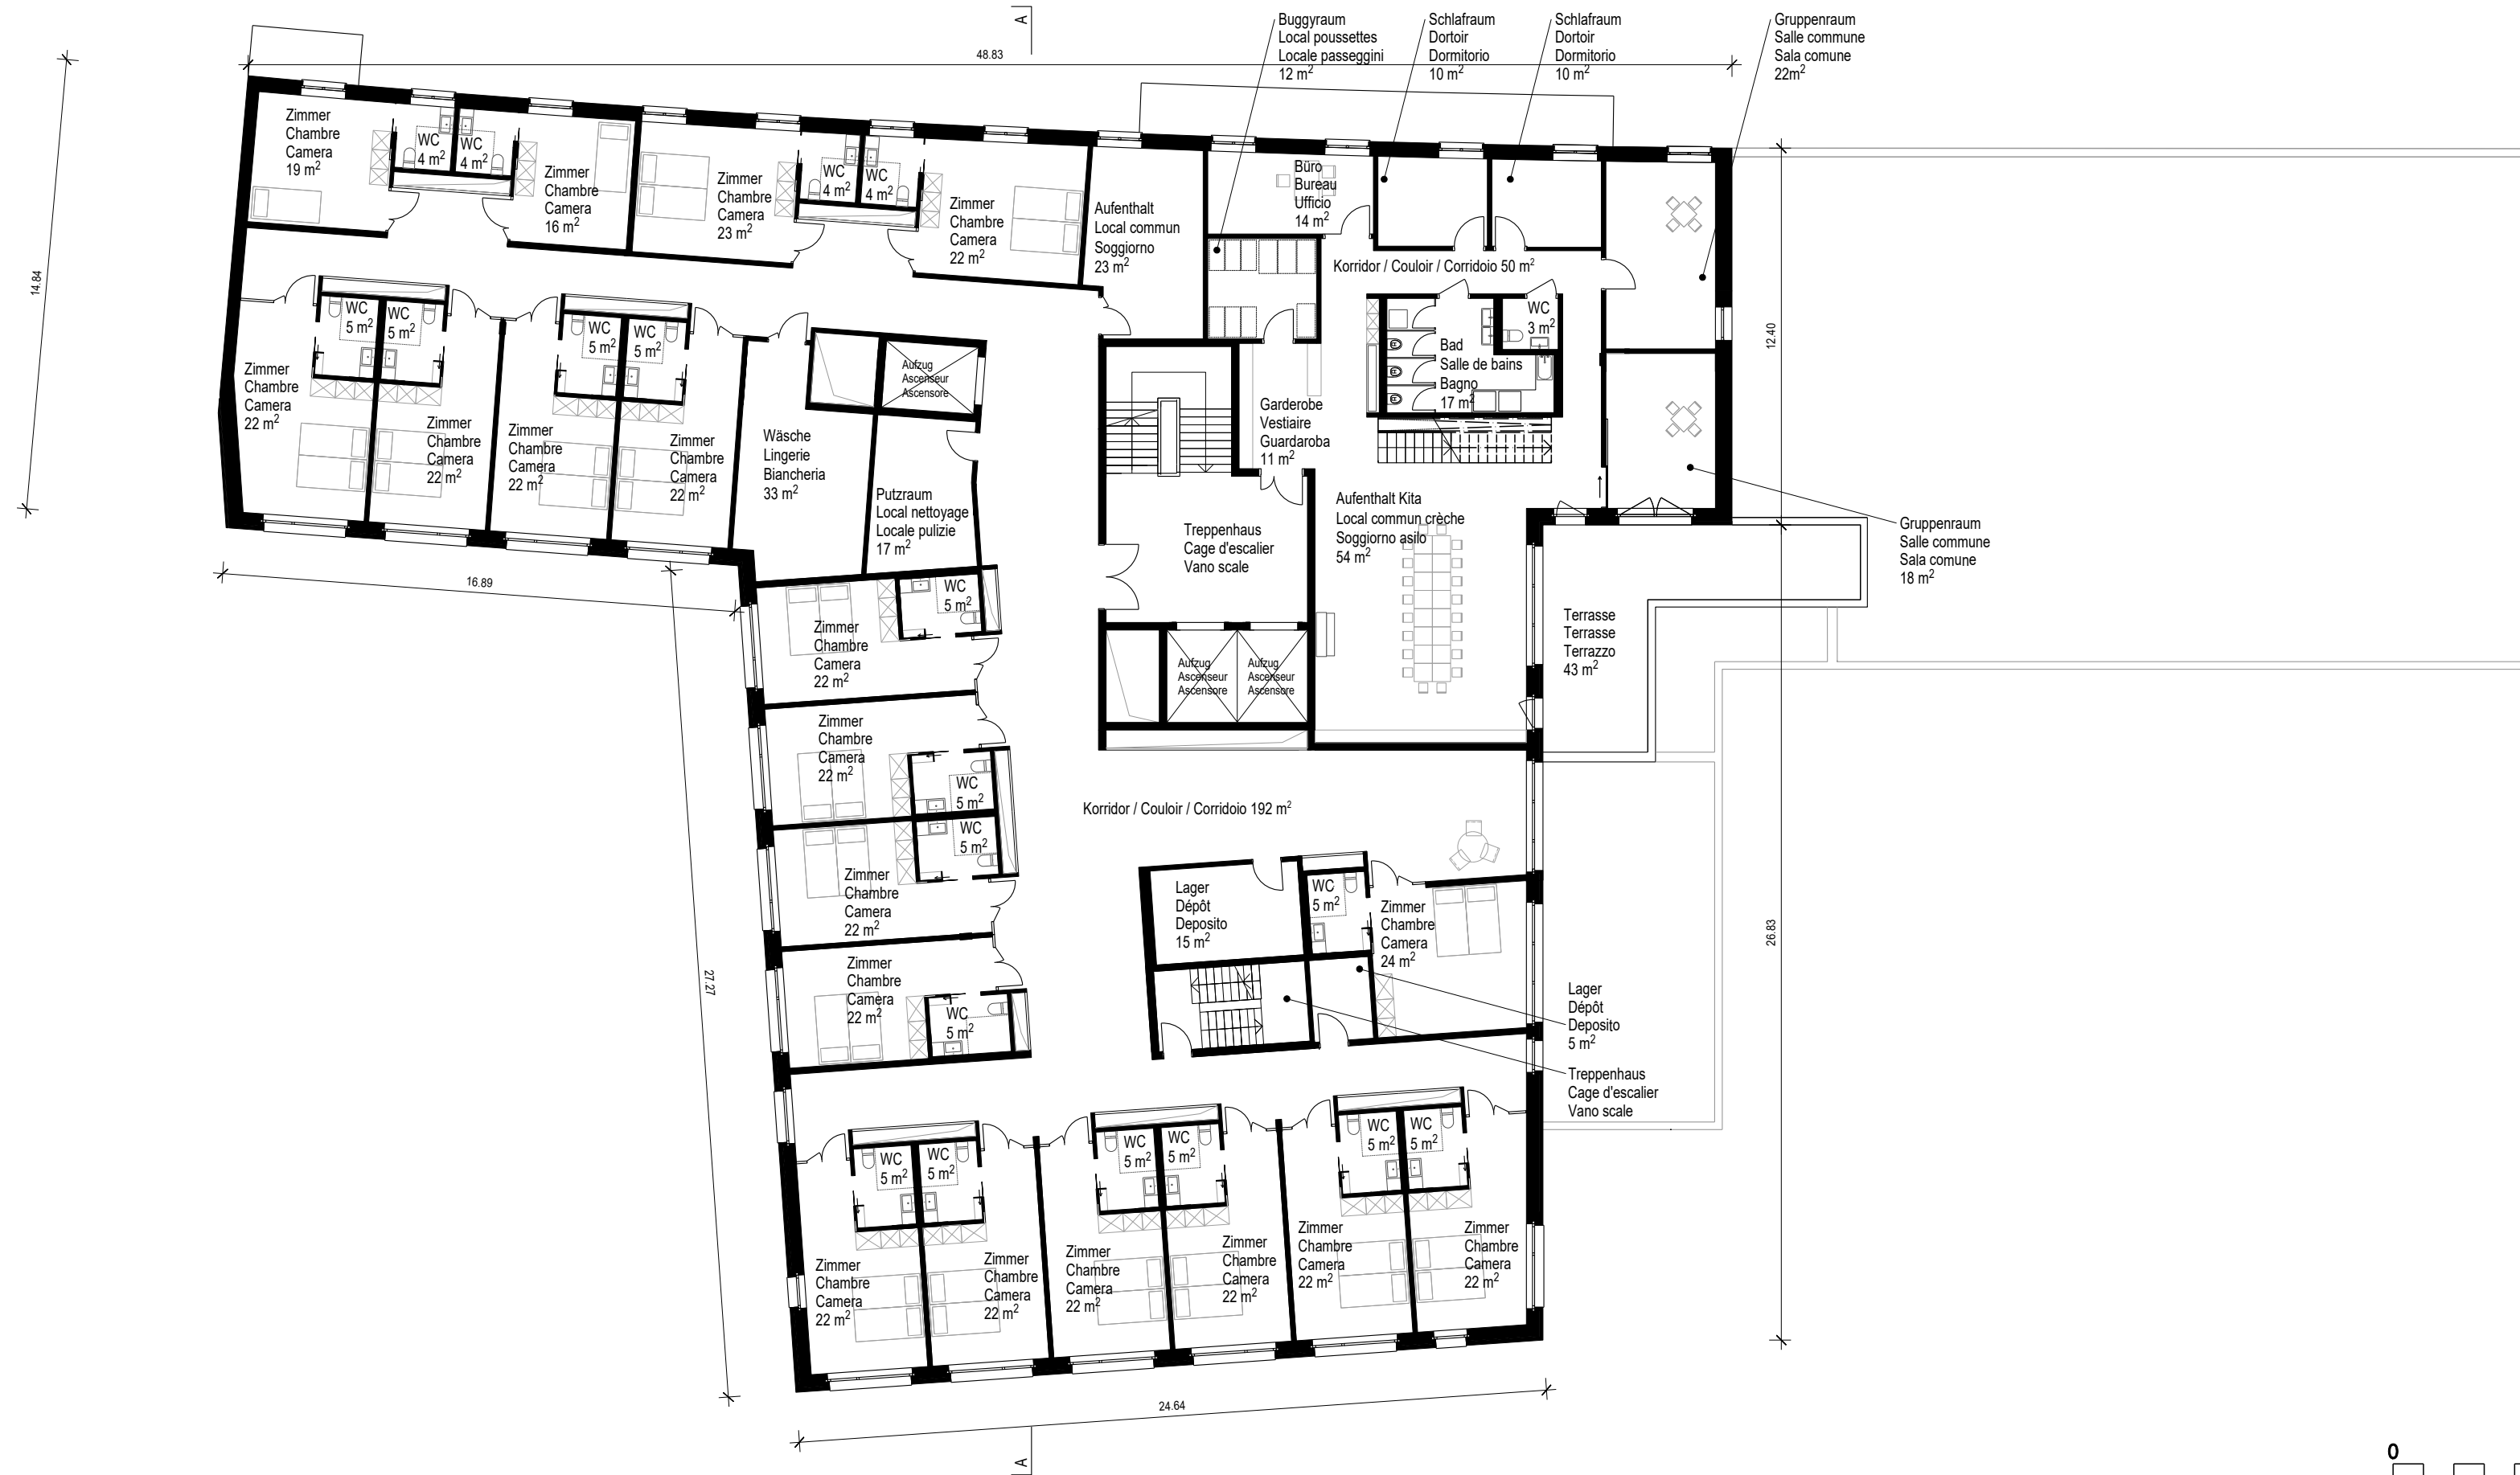 A
48.83
14.84
Buggyraum
Local poussettes
Locale passeggini
12 m²
Schlafraum
Dortoir
Dormitorio
10 m²
Schlafraum
Dortoir
Dormitorio
10 m²
Gruppenraum
Salle commune
Sala comune
22m²
Zimmer
Chambre
Camera
19 m²
WC
4 m²
WC
4 m²
Zimmer
Chambre
Camera
16 m²
Zimmer
Chambre
Camera
23 m²
WC
4 m²
WC
4 m²
Zimmer
Chambre
Camera
22 m²
Aufenthalt
Local commun
Soggiorno
23 m²
Büro
Bureau
Ufficio
14 m²
Korridor / Couloir / Corridoio 50 m²
WC
3 m²
Bad
Salle de bains
Bagno
17 m²
12.40
WC
5 m²
WC
5 m²
WC
5 m²
WC
5 m²
Zimmer
Chambre
Camera
22 m²
Zimmer
Chambre
Camera
22 m²
Zimmer
Chambre
Camera
22 m²
Zimmer
Chambre
Camera
22 m²
Aufzug
Ascenseur
Ascensore
Wäsche
Lingerie
Biancheria
33 m²
Putzraum
Local nettoyage
Locale pulizie
17 m²
Garderobe
Vestiaire
Guardaroba
11 m²
Treppenhaus
Cage d'escalier
Vano scale
Aufenthalt Kita
Local commun crèche
Soggiorno asilo
54 m²
Gruppenraum
Salle commune
Sala comune
18 m²
Terrasse
Terrasse
Terrazzo
43 m²
16.89
Zimmer
Chambre
Camera
22 m²
WC
5 m²
Aufzug
Ascenseur
Ascensore
Aufzug
Ascenseur
Ascensore
Zimmer
Chambre
Camera
22 m²
WC
5 m²
Korridor / Couloir / Corridoio 192 m²
WC
5 m²
Zimmer
Chambre
Camera
22 m²
Lager
Dépôt
Deposito
15 m²
WC
5 m²
Zimmer
Chambre
Camera
24 m²
26.83
27.27
Zimmer
Chambre
Camera
22 m²
WC
5 m²
Lager
Dépôt
Deposito
5 m²
Treppenhaus
Cage d'escalier
Vano scale
WC
5 m²
WC
5 m²
WC
5 m²
WC
5 m²
WC
5 m²
WC
5 m²
Zimmer
Chambre
Camera
22 m²
Zimmer
Chambre
Camera
22 m²
Zimmer
Chambre
Camera
22 m²
Zimmer
Chambre
Camera
22 m²
Zimmer
Chambre
Camera
22 m²
Zimmer
Chambre
Camera
22 m²
24.64
A
0